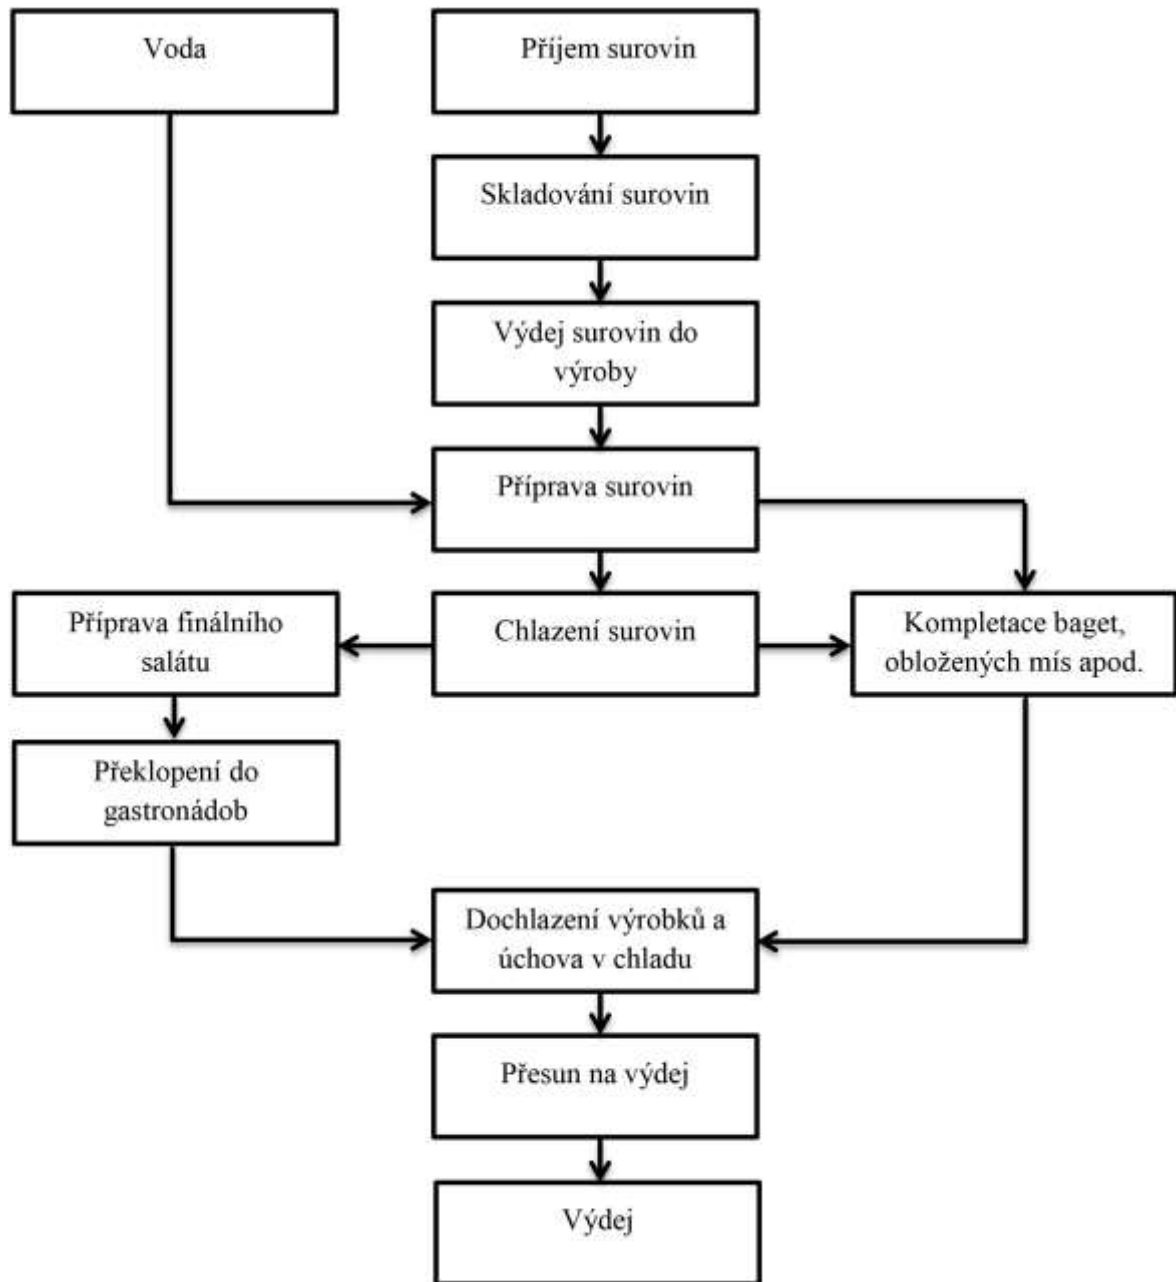 Voda
Příjem surovin
Skladování surovin
Výdej surovin do
výroby
Příprava surovin
Příprava finálního
salátu
Chlazení surovin
Kompletace baget,
obložených mís apod.
Překlopení do
gastronádob
Dochlazení výrobků a
úchova v chladu
Přesun na výdej
Výdej